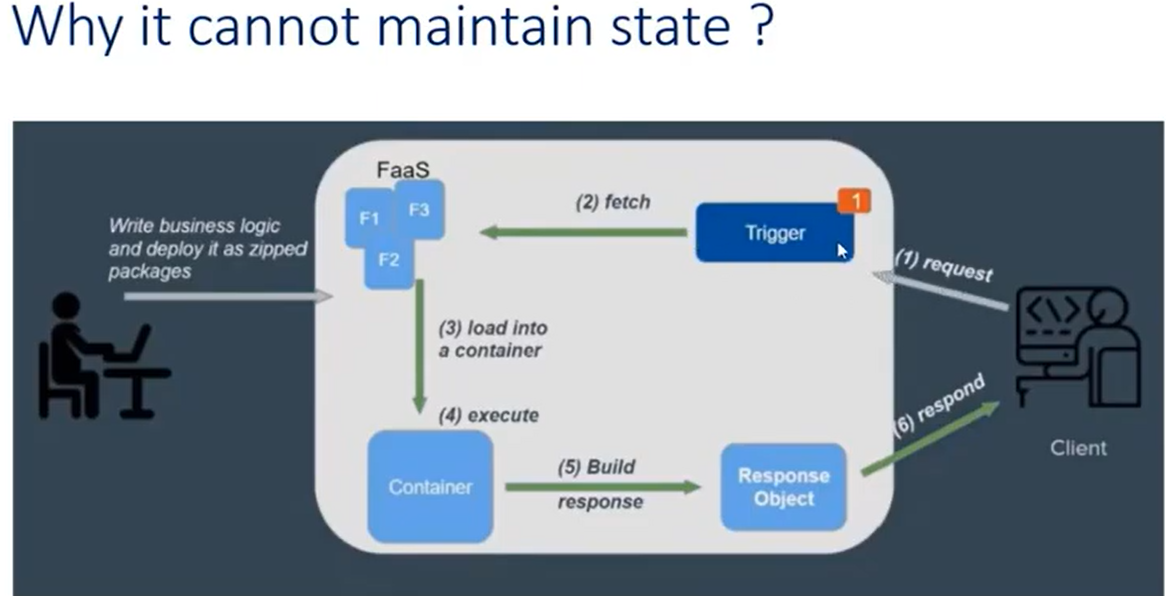 Why it cannot maintain state ?
FaaS
F1
F3
F2
Write business logic
and deploy it as zipped
packages
(2) fetch
Trigger
1
(1) request
(3) load into
a container
(4) execute
Container
(5) Build
response
Response
Object
(6) respond
Client